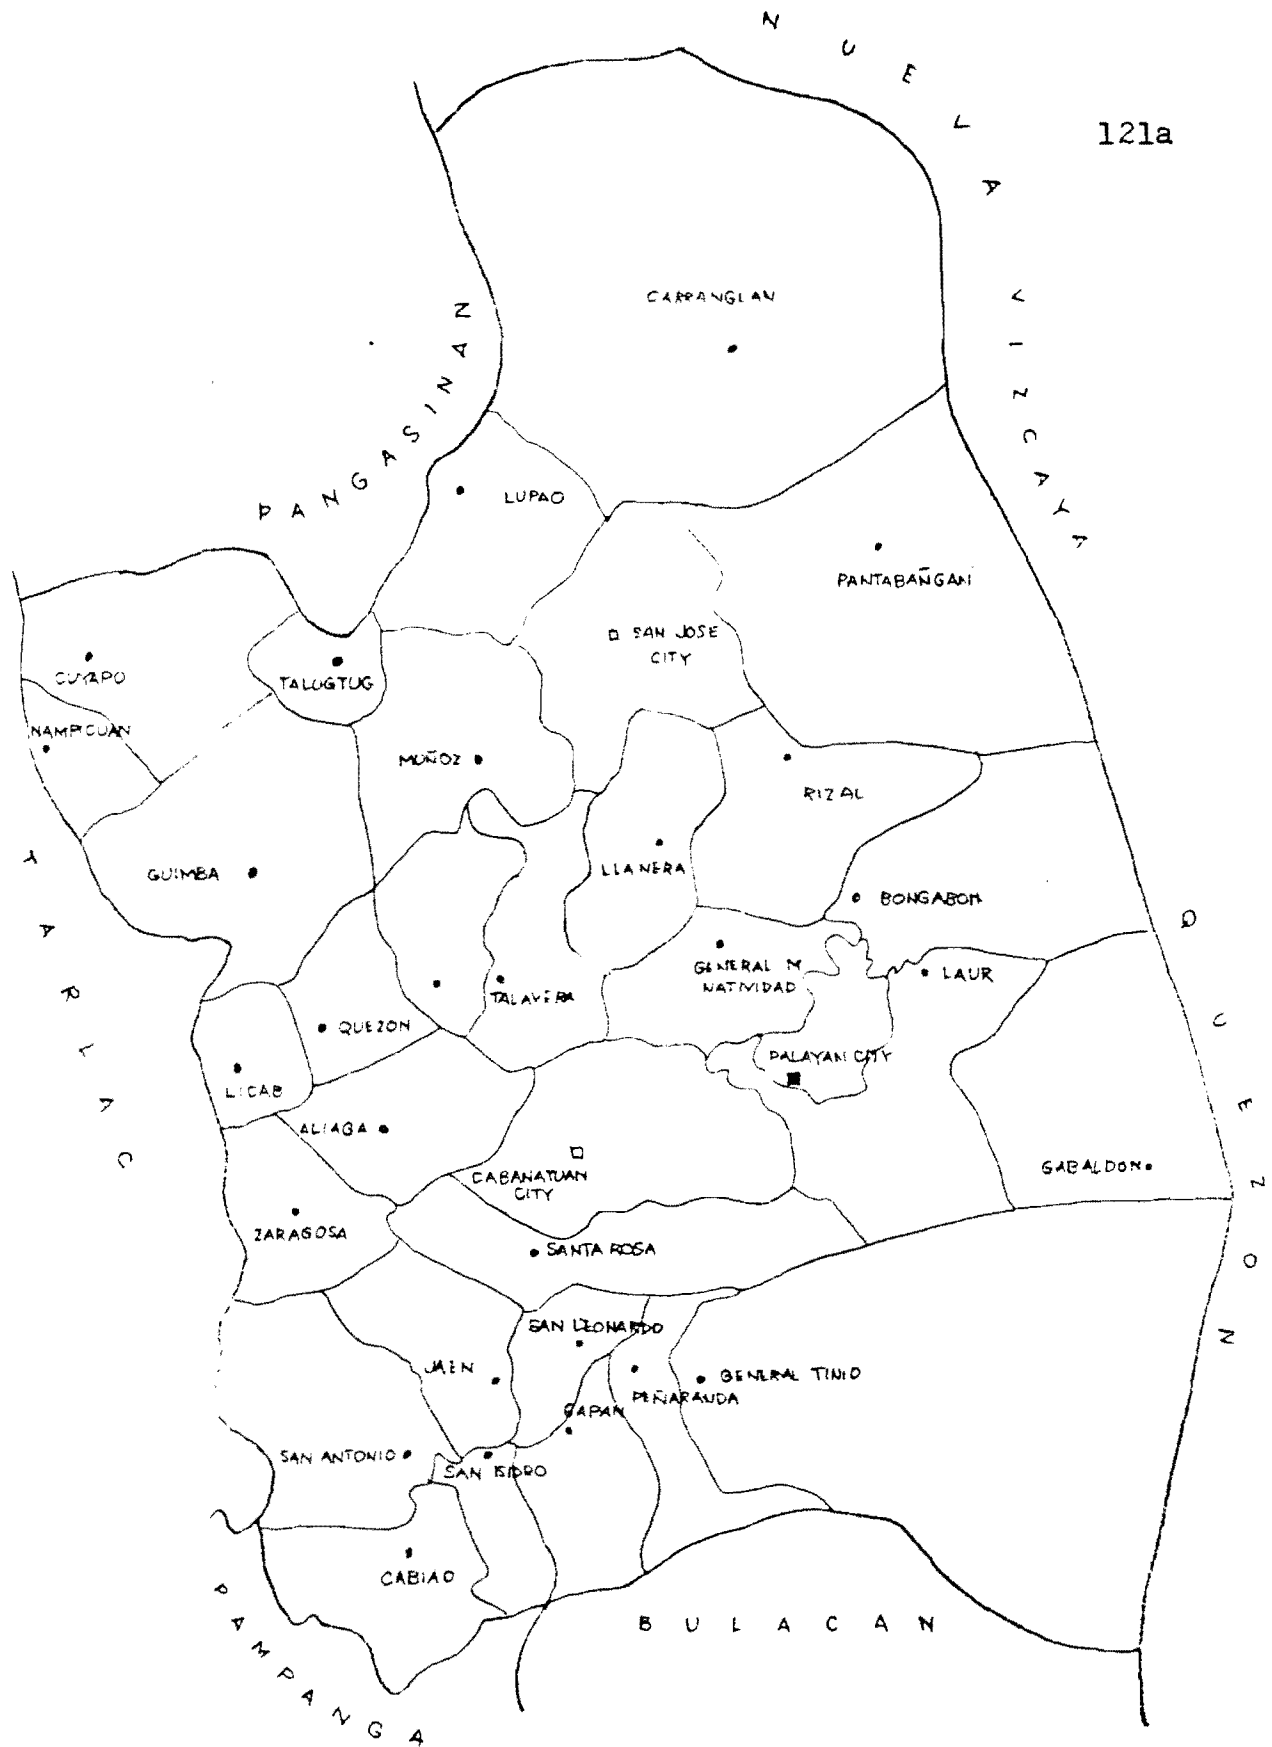 NUEVA VIZCAYA
121a
CARRANGLAN
PANGASINAN
LUPAO
PANTABAÑGAN
SAN JOSE
CITY
CUYAPO
TALUGTUG
NAMPICUAN
MUÑOZ
RIZAL
GUIMBA
LLANERA
BONGABON
TARLAC
QUEZON
GENERAL M
NATIVIDAD
LAUR
TALAVERA
QUEZON
PALAYAN CITY
LICAB
ALIAGA
CABANATUAN
CITY
GABALDON
ZARAGOSA
SANTA ROSA
SAN LEONARDO
JAEN
GENERAL TINIO
PEÑARANDA
GAPAN
SAN ANTONIO
SAN ISIDRO
CABIAO
BULACAN
PAMPANGA